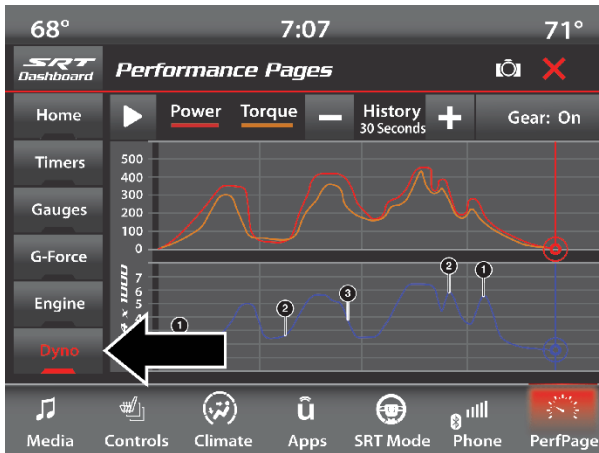 68° 7:07 71°
SRT Dashboard Performance Pages
Home Power Torque History 30 Seconds Gear: On
Timers
Gauges
G-Force
Engine
Dyno
500
400
300
200
100
0
7
6
5
4
x 1000
1 2 3 2 1
Media Controls Climate Apps SRT Mode Phone PerfPage